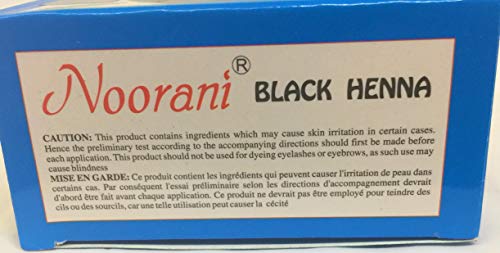 Noorani® BLACK HENNA
CAUTION: This product contains ingredients which may cause skin irritation in certain cases.
Hence the preliminary test according to the accompanying directions should first be made before
each application. This product should not be used for dyeing eyelashes or eyebrows, as such use may
cause blindness
MISE EN GARDE: Ce produit contient les ingrédients qui peuvent causer l'irritation de peau dans
certains cas. Par conséquent l'essai préliminaire selon les directions d'accompagnement devrait
d'abord être fait avant chaque application. Ce produit ne devrait pas être employé pour teindre des
cils ou des sourcils, car une telle utilisation peut causer la cécité